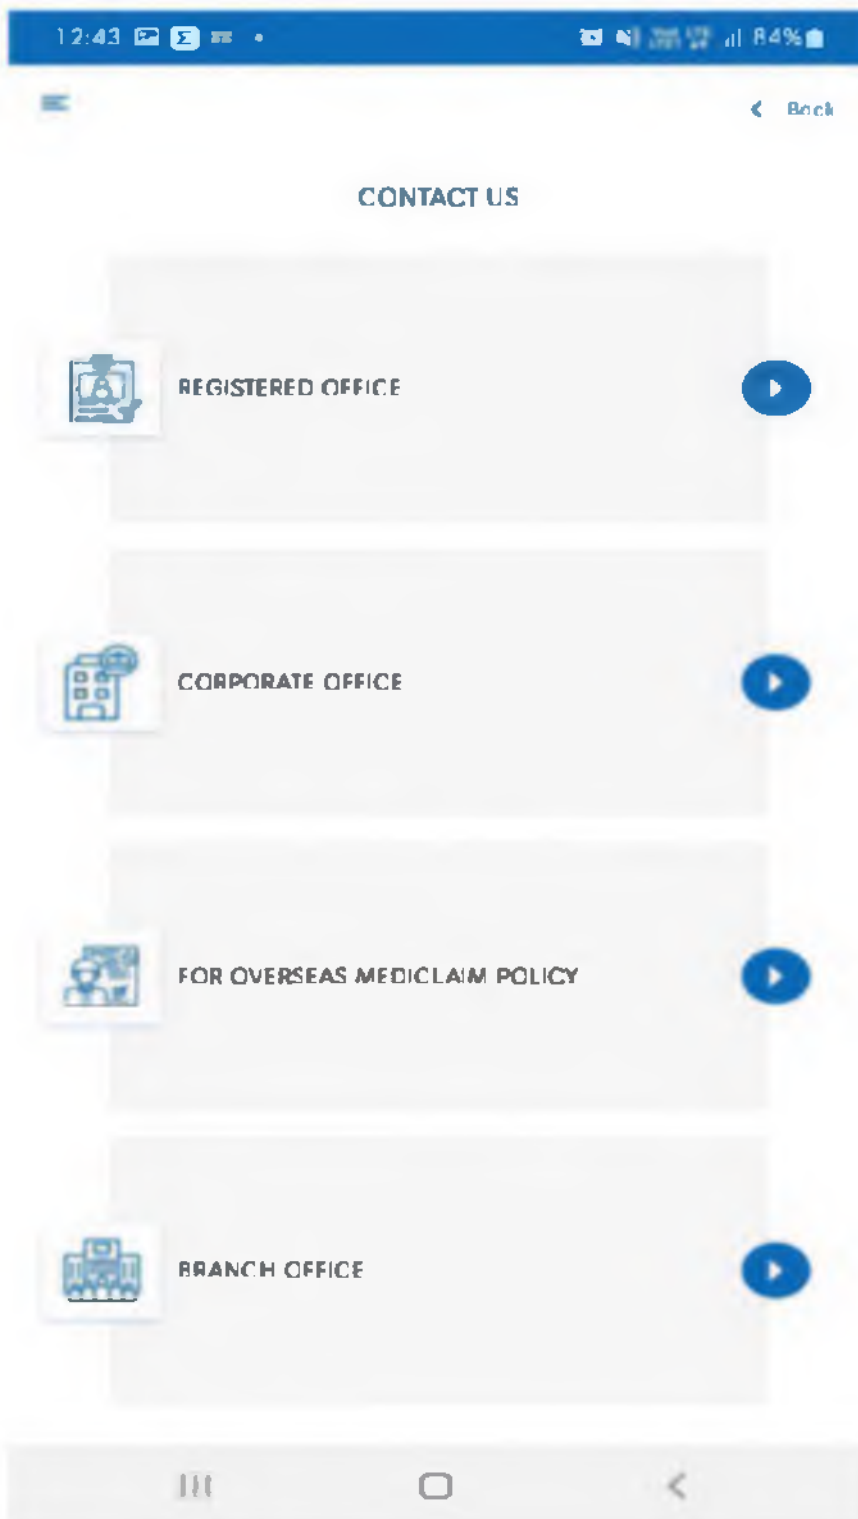 12:43
84%
Back
CONTACT US
REGISTERED OFFICE
CORPORATE OFFICE
FOR OVERSEAS MEDICLAIM POLICY
BRANCH OFFICE